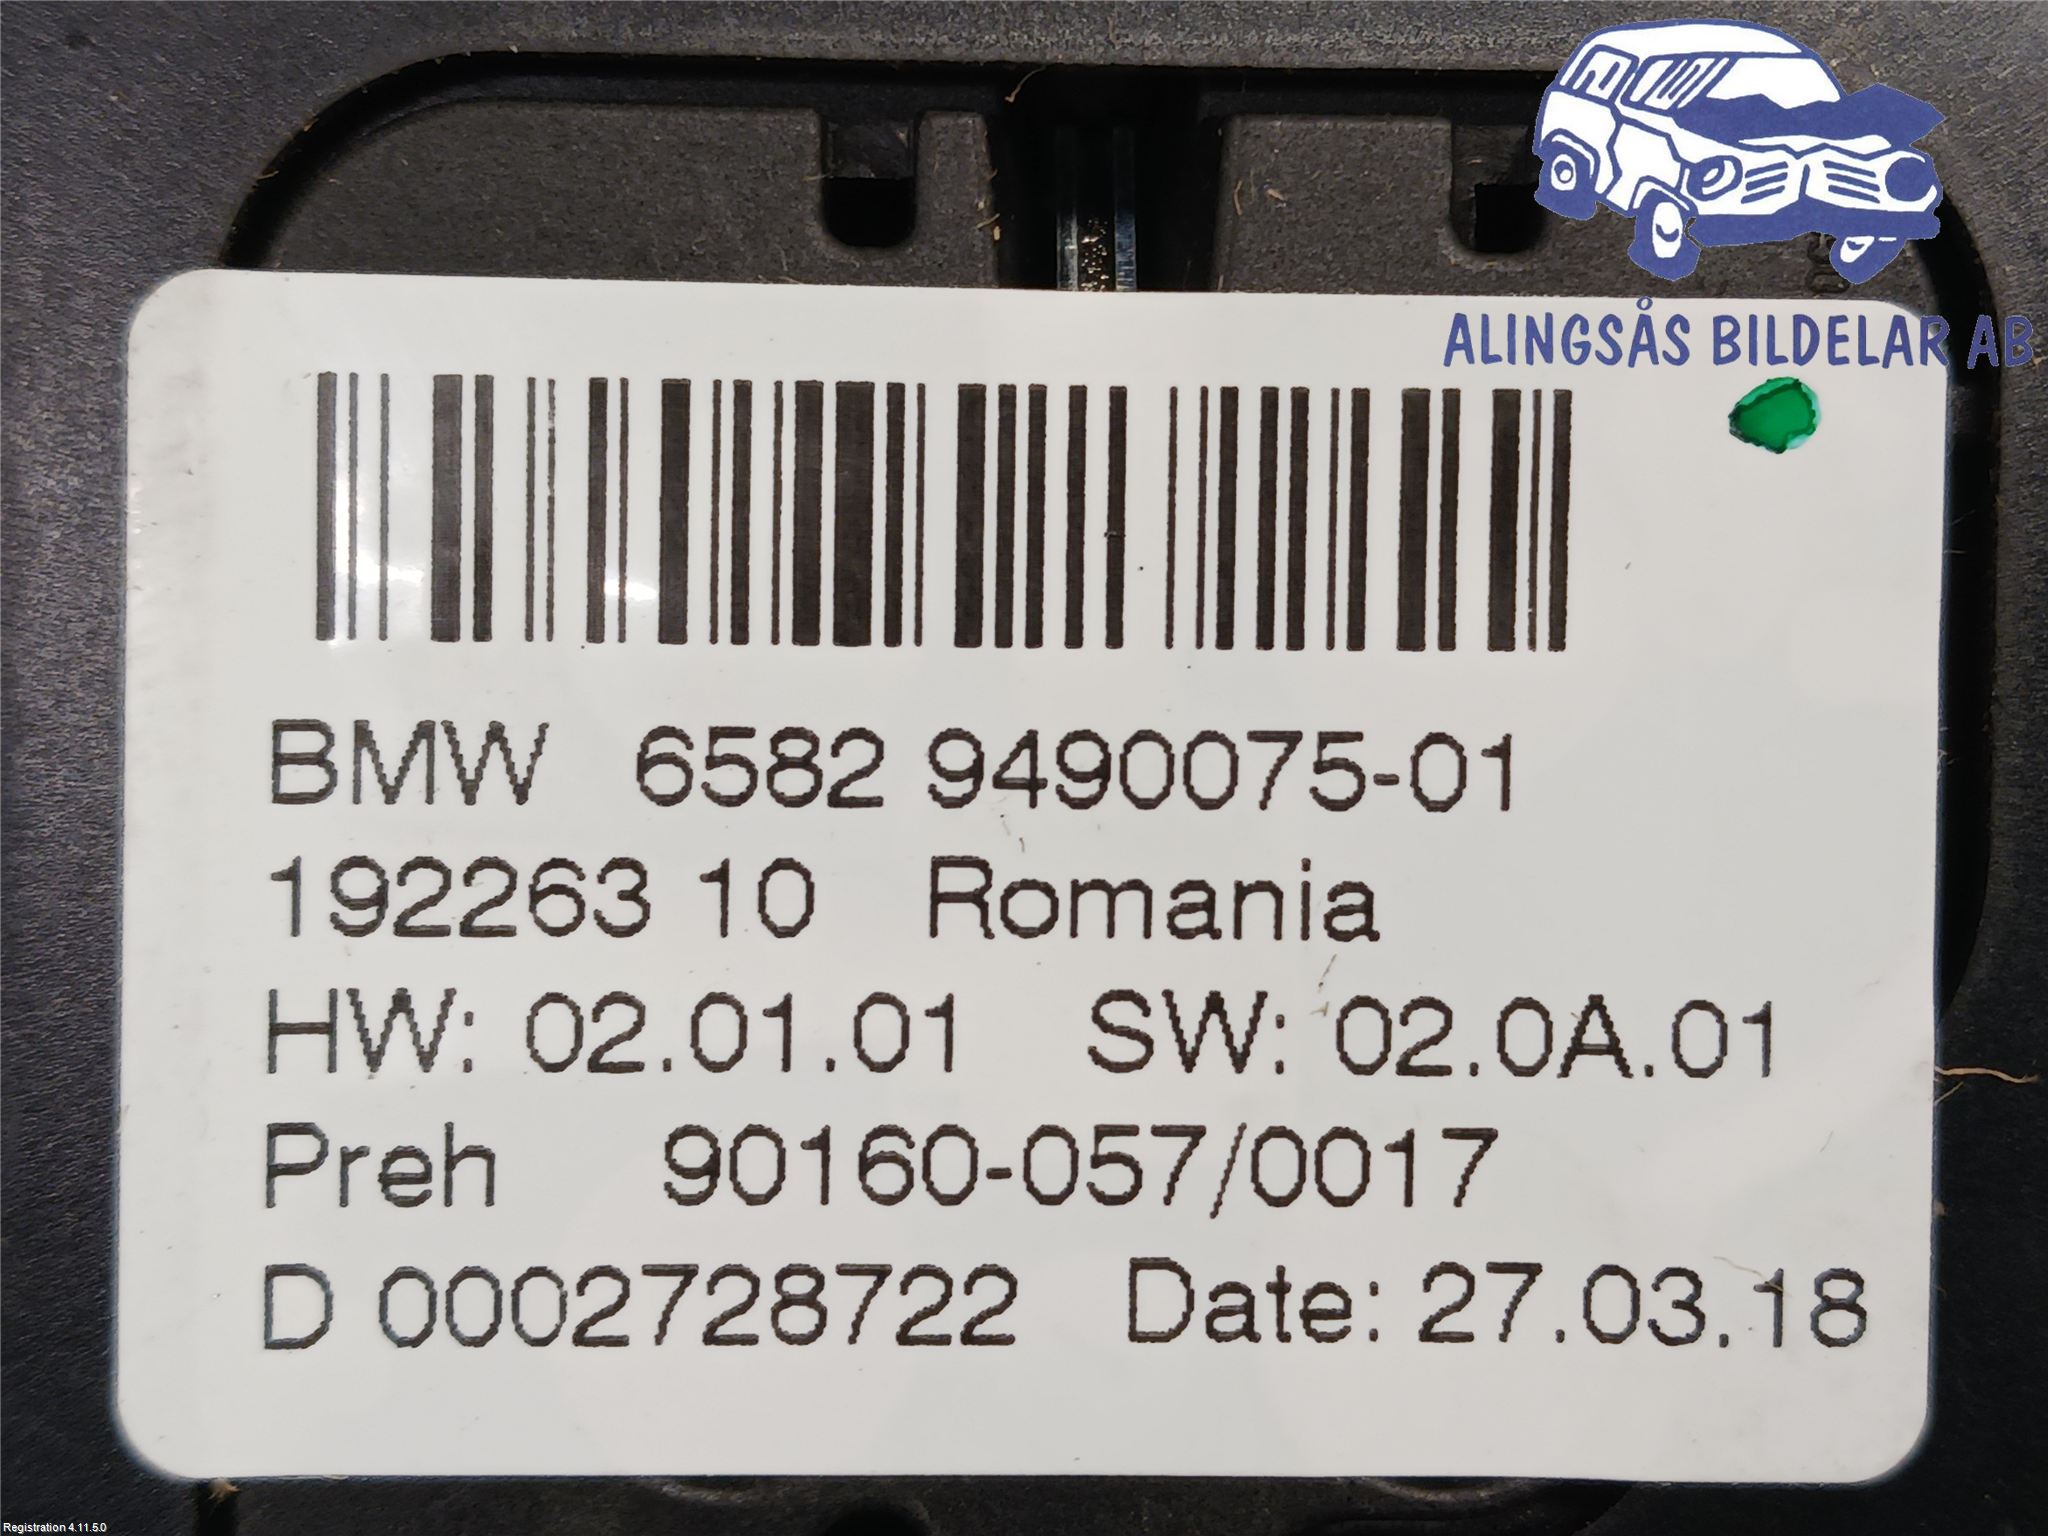 ALINGSÅS BILDELAR AB
BMW 6582 9490075-01
192263 10 Romania
HW: 02.01.01 SW: 02.0A.01
Preh 90160-057/0017
D 0002728722 Date: 27.03.18
Registration 4.11.5.0